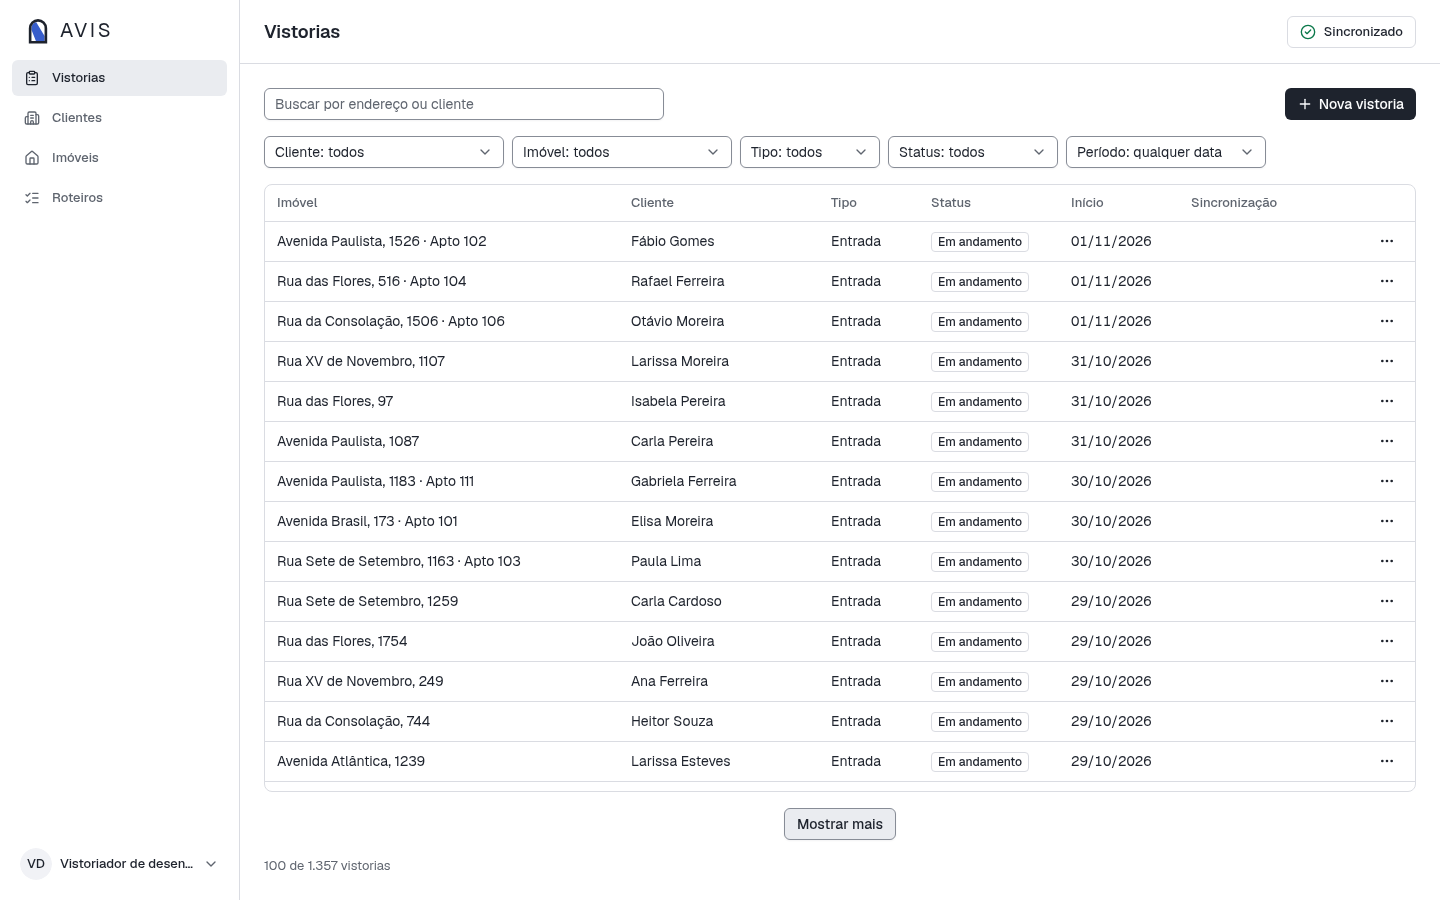 AVIS
Vistorias
Clientes
Imóveis
Roteiros
VD Vistoriador de desen...
Vistorias
Sincronizado
Buscar por endereço ou cliente
Nova vistoria
Cliente: todos Imóvel: todos Tipo: todos Status: todos Período: qualquer data
Imóvel Cliente Tipo Status Início Sincronização
Avenida Paulista, 1526 · Apto 102 Fábio Gomes Entrada Em andamento 01/11/2026
Rua das Flores, 516 · Apto 104 Rafael Ferreira Entrada Em andamento 01/11/2026
Rua da Consolação, 1506 · Apto 106 Otávio Moreira Entrada Em andamento 01/11/2026
Rua XV de Novembro, 1107 Larissa Moreira Entrada Em andamento 31/10/2026
Rua das Flores, 97 Isabela Pereira Entrada Em andamento 31/10/2026
Avenida Paulista, 1087 Carla Pereira Entrada Em andamento 31/10/2026
Avenida Paulista, 1183 · Apto 111 Gabriela Ferreira Entrada Em andamento 30/10/2026
Avenida Brasil, 173 · Apto 101 Elisa Moreira Entrada Em andamento 30/10/2026
Rua Sete de Setembro, 1163 · Apto 103 Paula Lima Entrada Em andamento 30/10/2026
Rua Sete de Setembro, 1259 Carla Cardoso Entrada Em andamento 29/10/2026
Rua das Flores, 1754 João Oliveira Entrada Em andamento 29/10/2026
Rua XV de Novembro, 249 Ana Ferreira Entrada Em andamento 29/10/2026
Rua da Consolação, 744 Heitor Souza Entrada Em andamento 29/10/2026
Avenida Atlântica, 1239 Larissa Esteves Entrada Em andamento 29/10/2026
Mostrar mais
100 de 1.357 vistorias